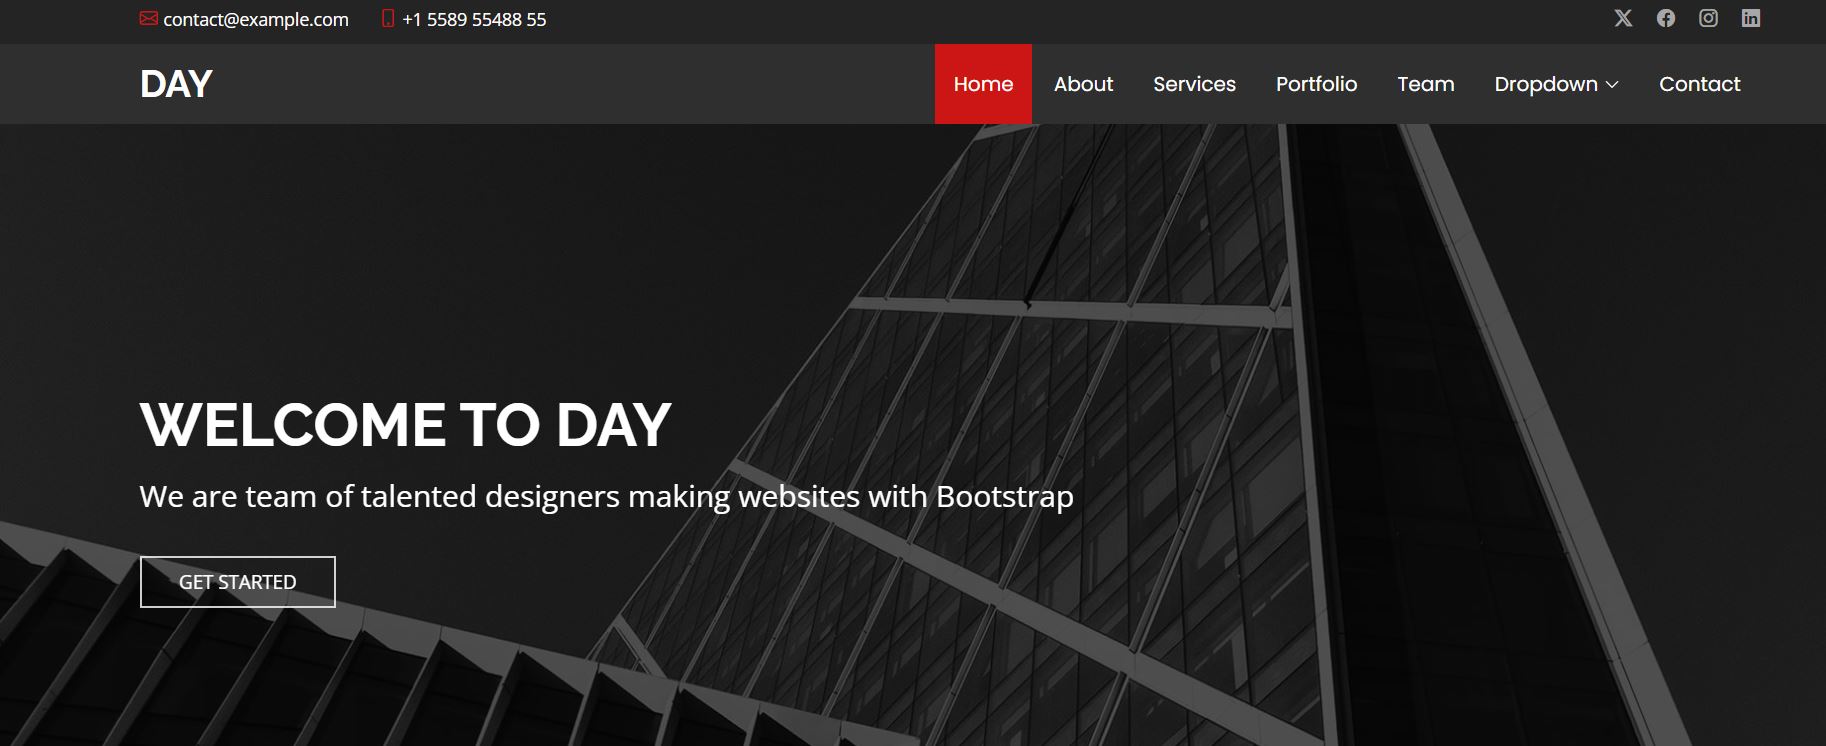 contact@example.com +1 5589 55488 55
DAY
Home About Services Portfolio Team Dropdown Contact
WELCOME TO DAY
We are team of talented designers making websites with Bootstrap
GET STARTED